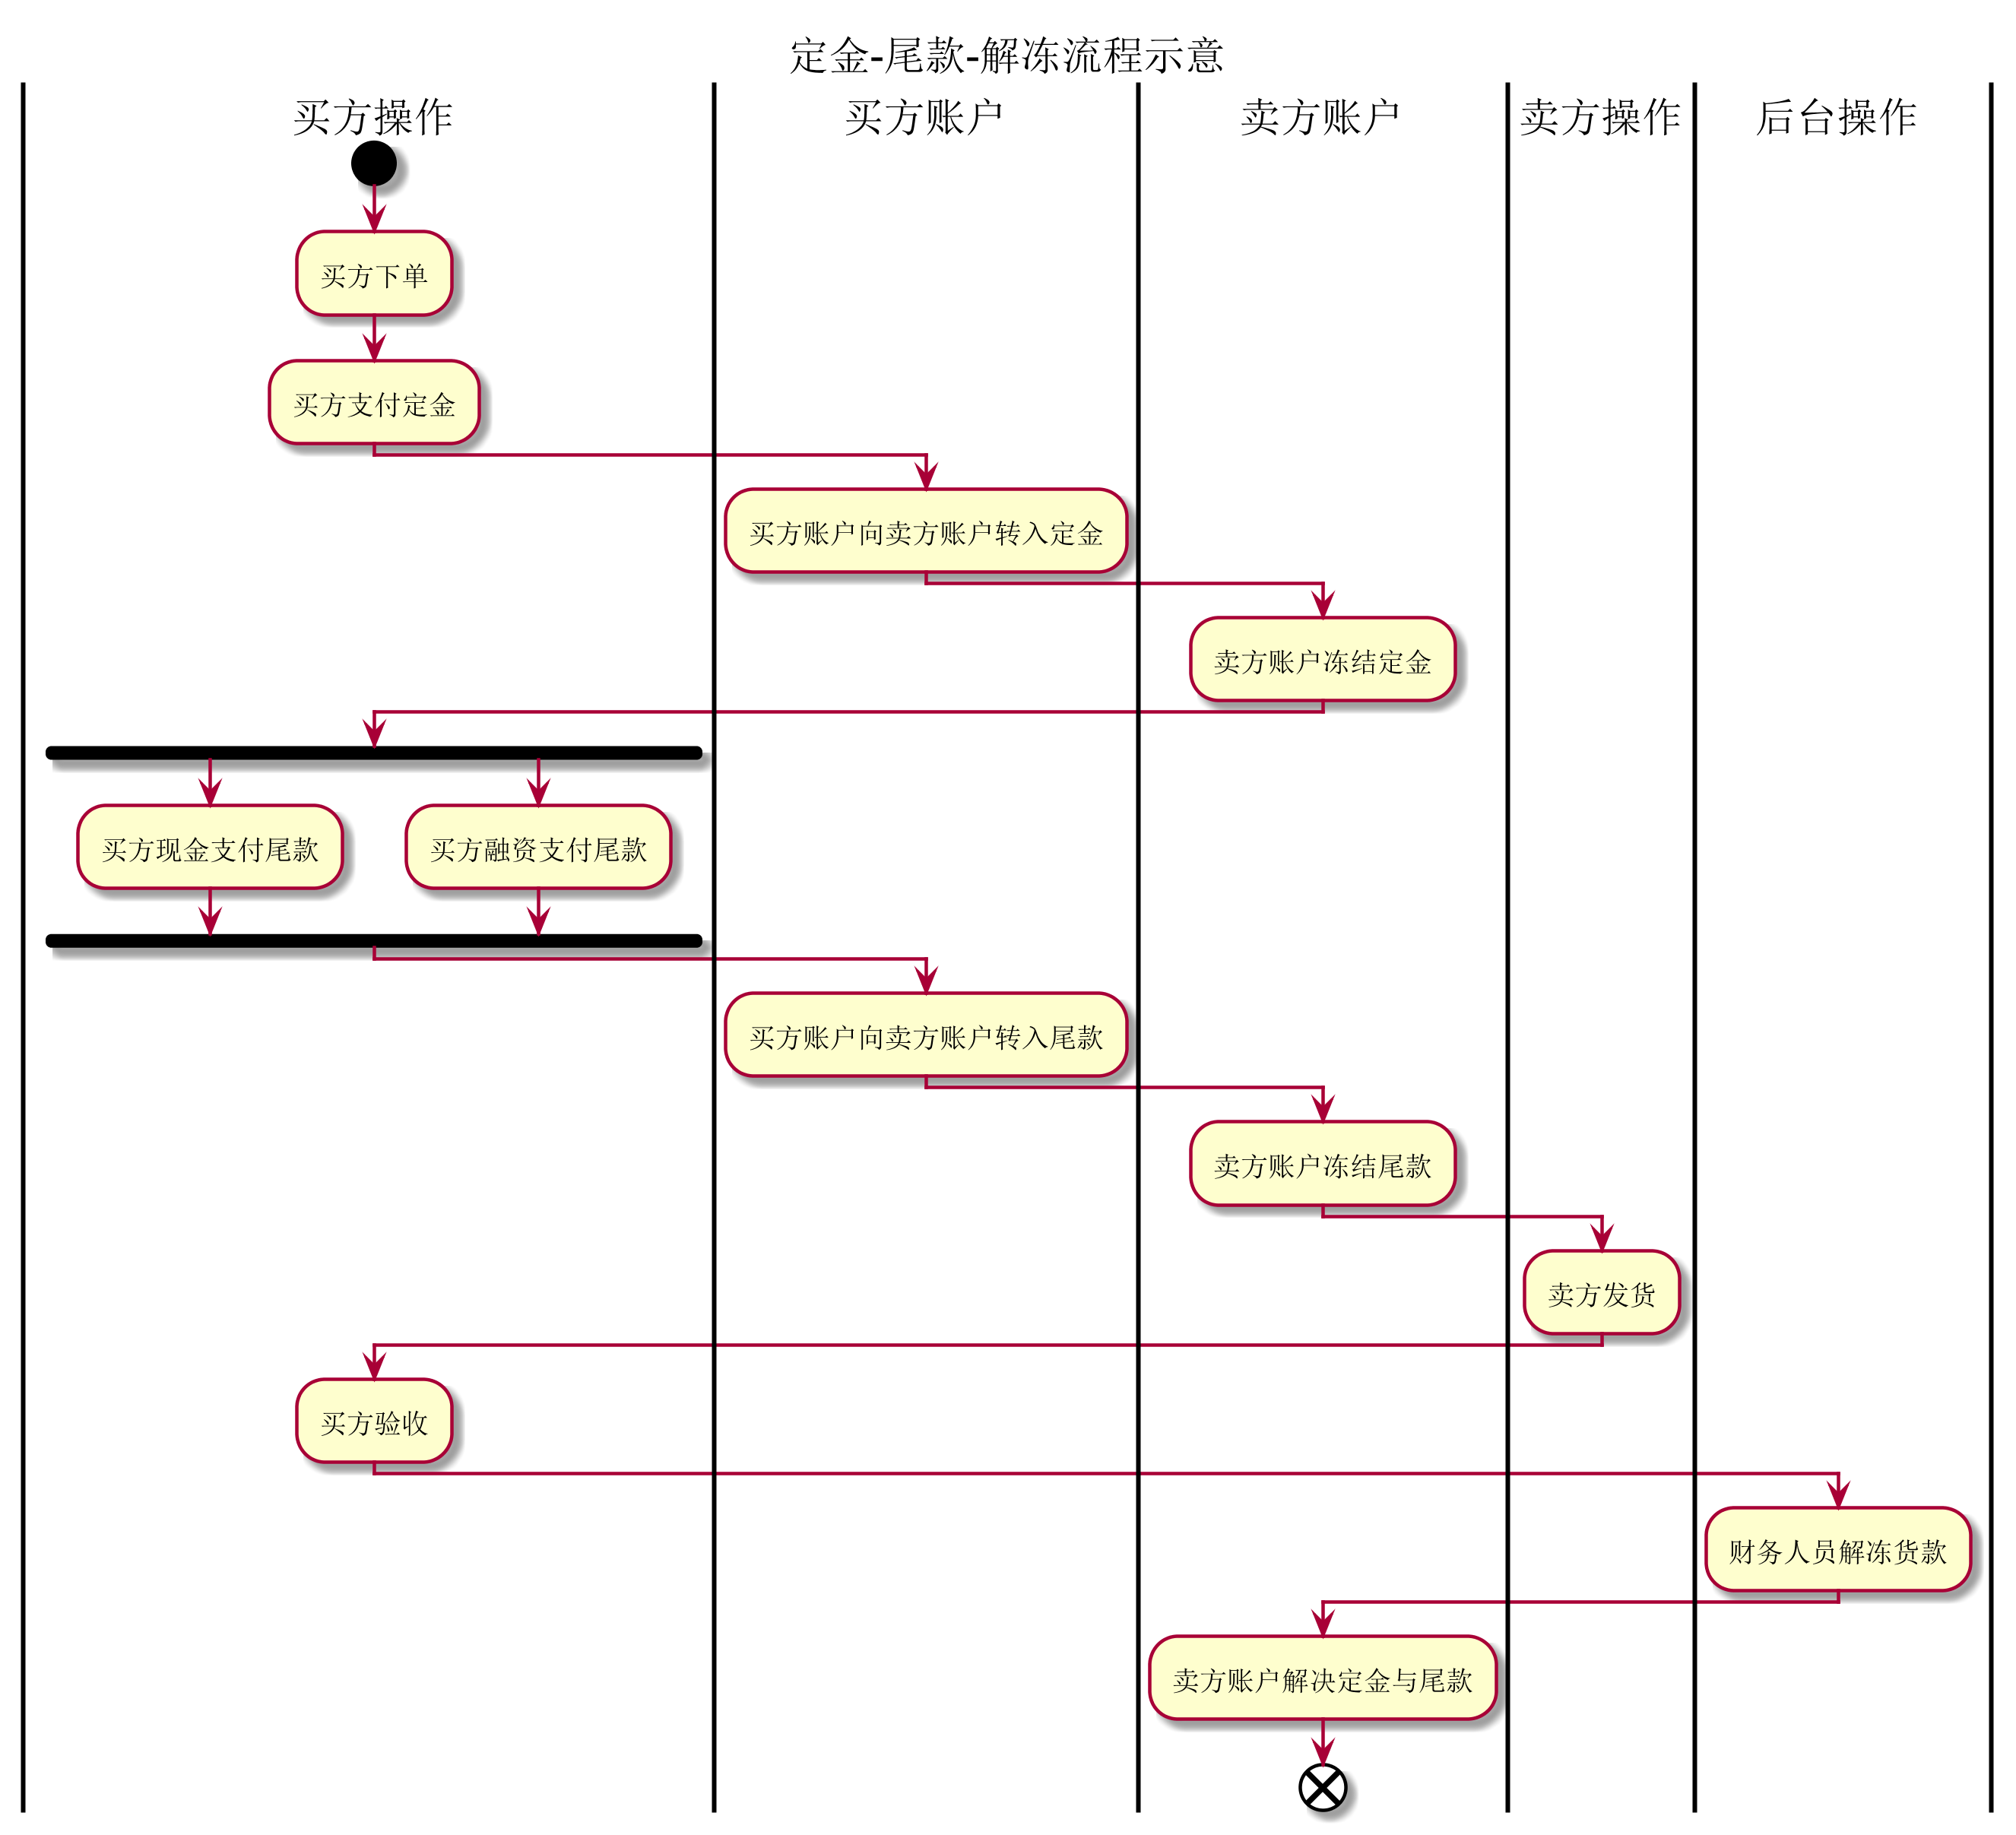 定金-尾款-解冻流程示意
买方操作
买方账户
卖方账户
卖方操作
后台操作
买方下单
买方支付定金
买方账户向卖方账户转入定金
卖方账户冻结定金
买方现金支付尾款
买方融资支付尾款
买方账户向卖方账户转入尾款
卖方账户冻结尾款
卖方发货
买方验收
财务人员解冻货款
卖方账户解决定金与尾款